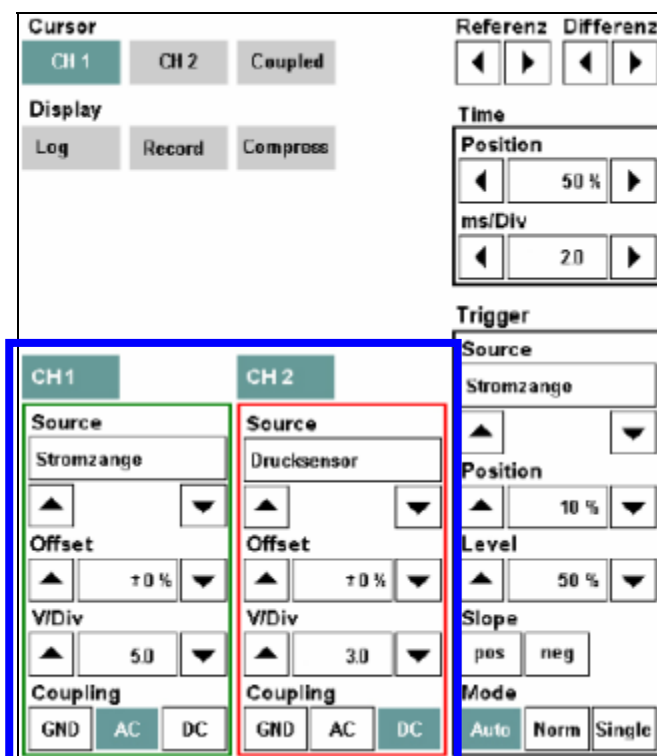 Cursor
CH 1 CH 2 Coupled
Display
Log Record Compress
Referenz Differenz
Time
Position
50 %
ms/Div
2.0
Trigger
Source
Stromzange
Position
10 %
Level
50 %
Slope
pos neg
Mode
Auto Norm Single
CH1
Source
Stromzange
Offset
±0 %
V/Div
5.0
Coupling
GND AC DC
CH 2
Source
Drucksensor
Offset
±0 %
V/Div
3.0
Coupling
GND AC DC